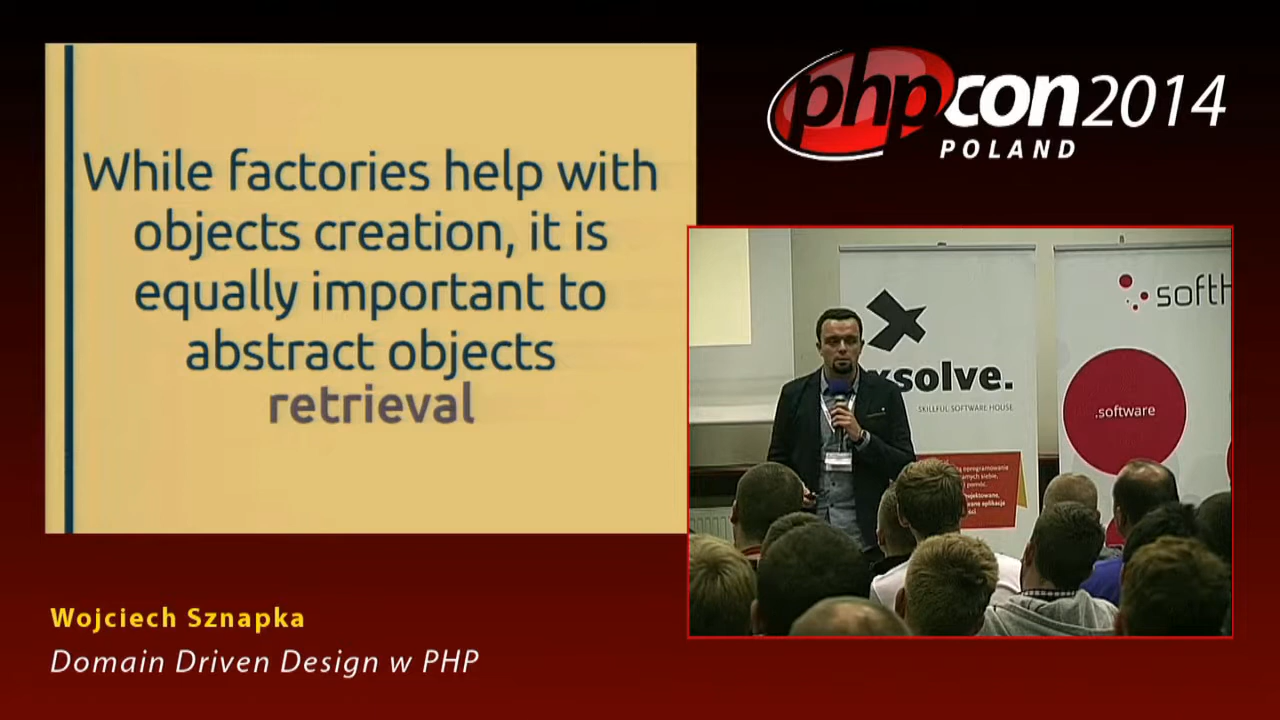 While factories help with
objects creation, it is
equally important to
abstract objects
retrieval
phpcon2014
POLAND
xsolve.
SKILLFUL SOFTWARE HOUSE
softh
.software
Wojciech Sznapka
Domain Driven Design w PHP